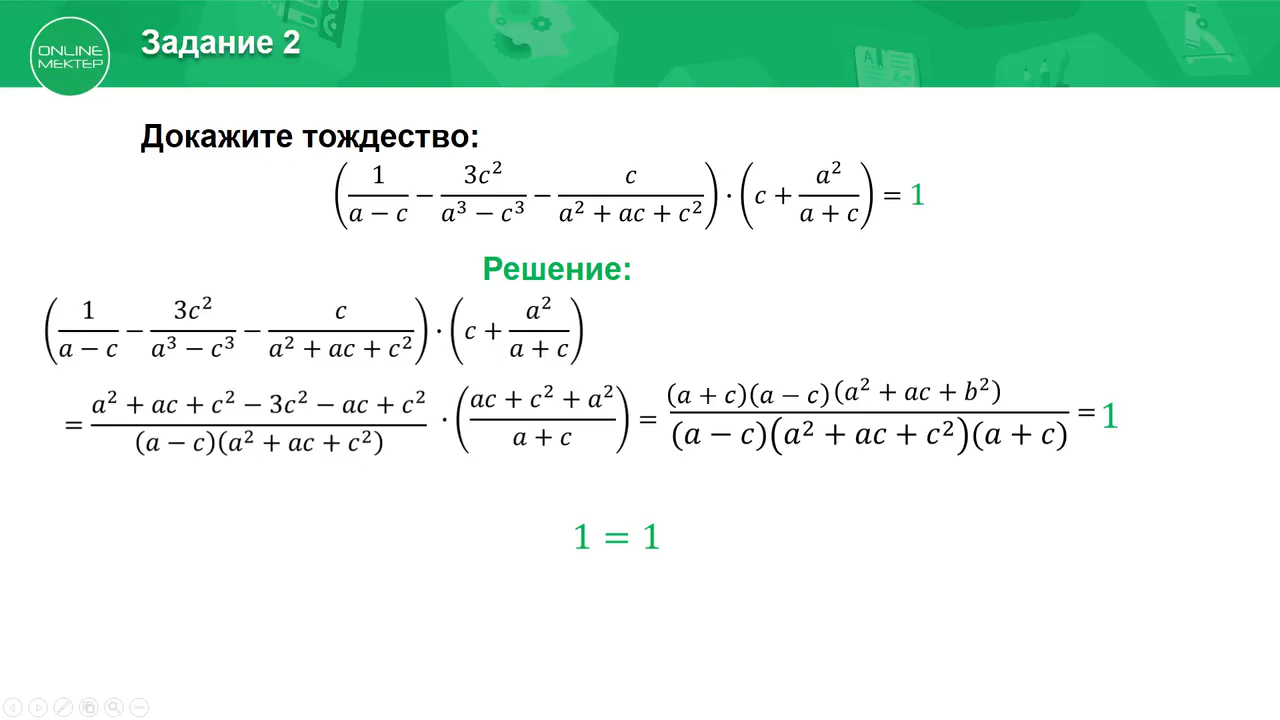 ONLINE
МЕКТЕР
Задание 2
Докажите тождество:
(1/(a − c) − 3c²/(a³ − c³) − c/(a² + ac + c²)) · (c + a²/(a + c)) = 1
Решение:
(1/(a − c) − 3c²/(a³ − c³) − c/(a² + ac + c²)) · (c + a²/(a + c))
= (a² + ac + c² − 3c² − ac + c²)/((a − c)(a² + ac + c²)) · ((ac + c² + a²)/(a + c)) = ((a + c)(a − c)(a² + ac + b²))/((a − c)(a² + ac + c²)(a + c)) = 1
1 = 1